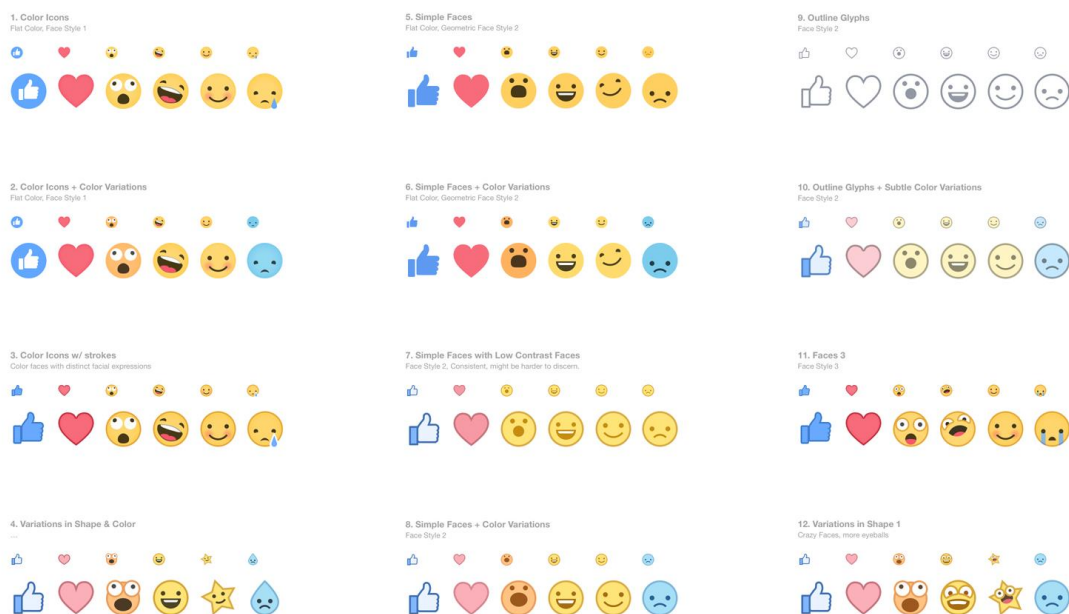 1. Color Icons
Flat Color, Face Style 1
2. Color Icons + Color Variations
Flat Color, Face Style 1
3. Color Icons w/ strokes
Color faces with distinct facial expressions
4. Variations in Shape & Color
...
5. Simple Faces
Flat Color, Geometric Face Style 2
6. Simple Faces + Color Variations
Flat Color, Geometric Face Style 2
7. Simple Faces with Low Contrast Faces
Face Style 2, Consistent, might be harder to discern.
8. Simple Faces + Color Variations
Face Style 2
9. Outline Glyphs
Face Style 2
10. Outline Glyphs + Subtle Color Variations
Face Style 2
11. Faces 3
Face Style 3
12. Variations in Shape 1
Crazy Faces, more eyeballs